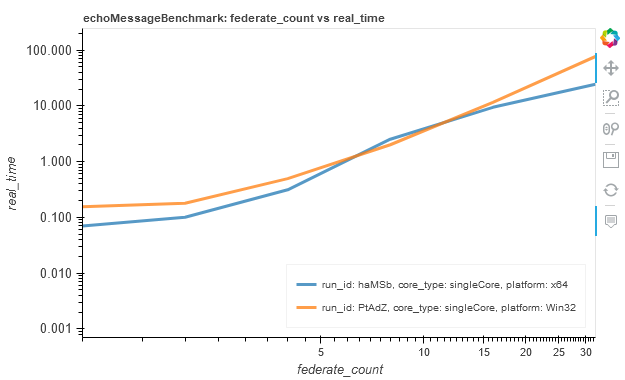 echoMessageBenchmark: federate_count vs real_time
100.000
10.000
1.000
0.100
0.010
0.001
real_time
run_id: haMSb, core_type: singleCore, platform: x64
run_id: PtAdZ, core_type: singleCore, platform: Win32
5
10
15
20
25
30
federate_count